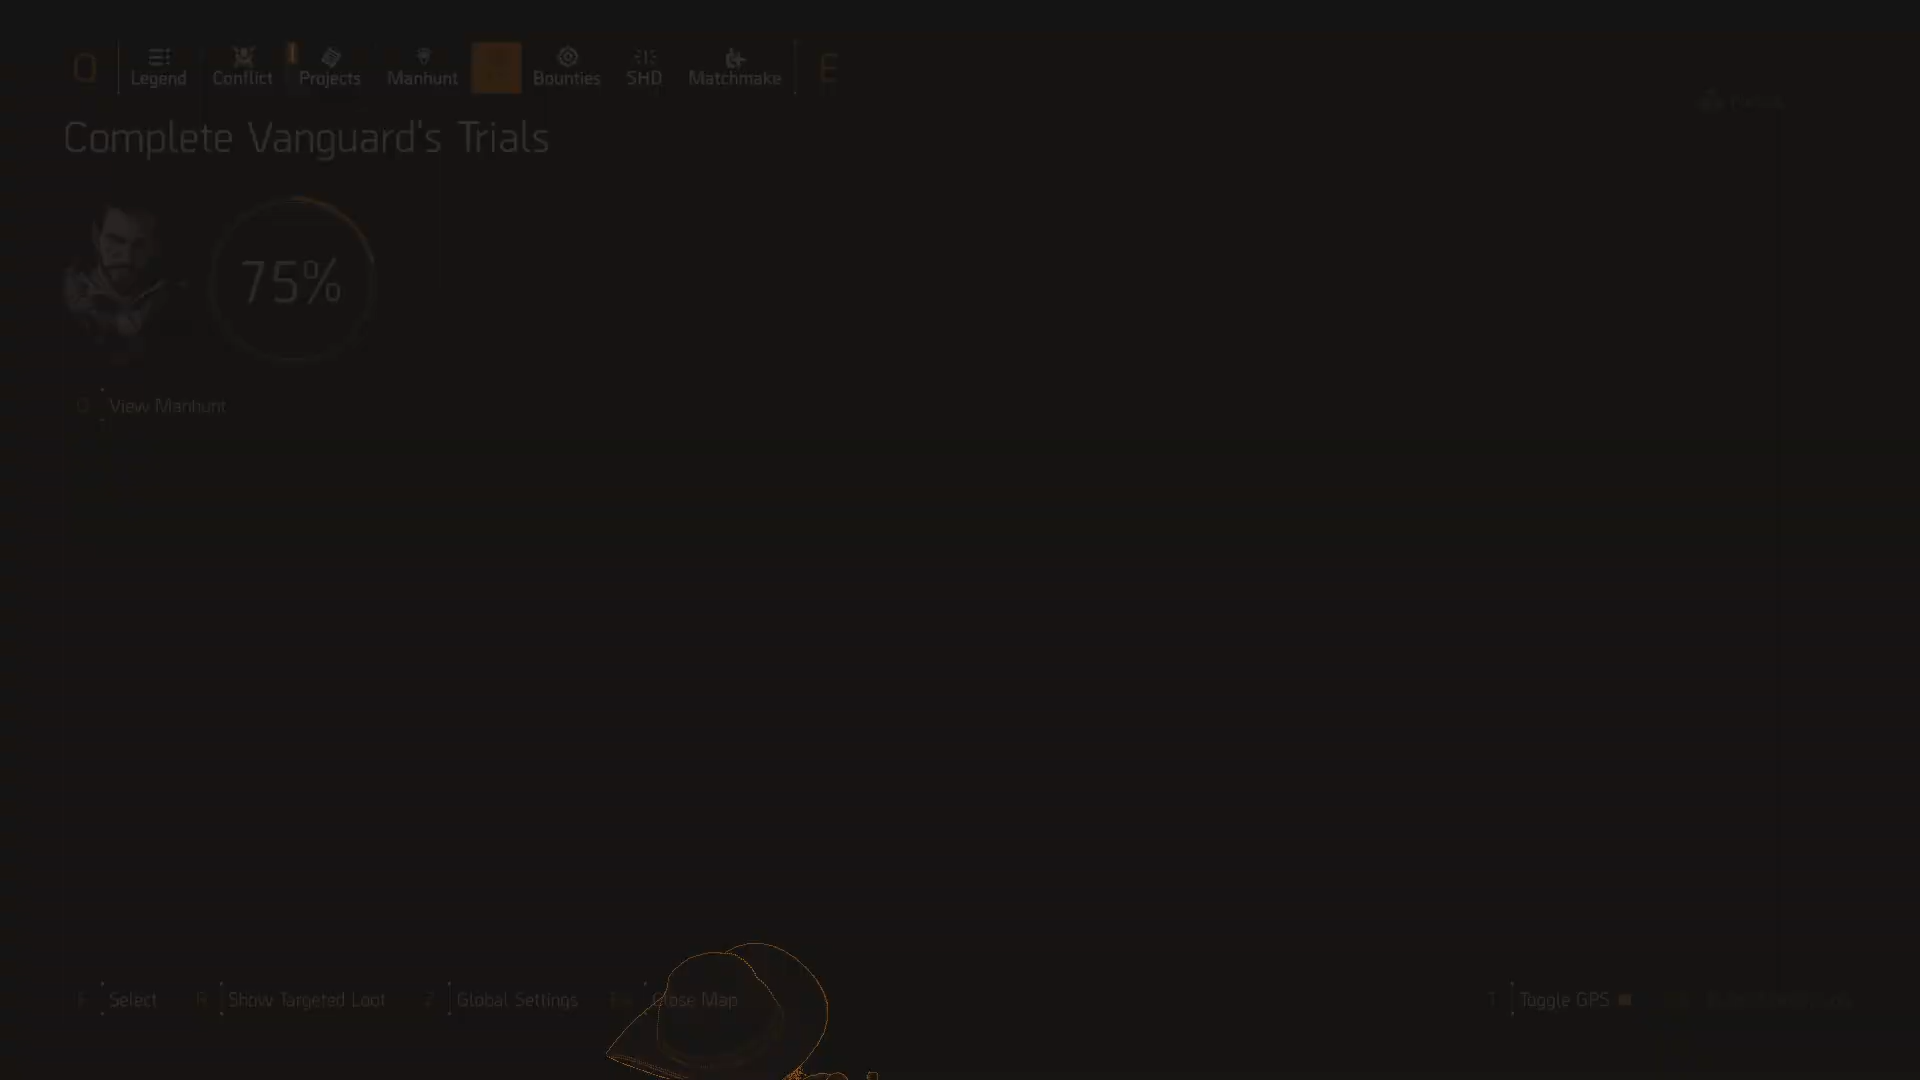 Q Legend Conflict Projects Manhunt Bounties SHD Matchmake E
Complete Vanguard's Trials
75%
View Manhunt
F Select R Show Targeted Loot Z Global Settings Close Map T Toggle GPS